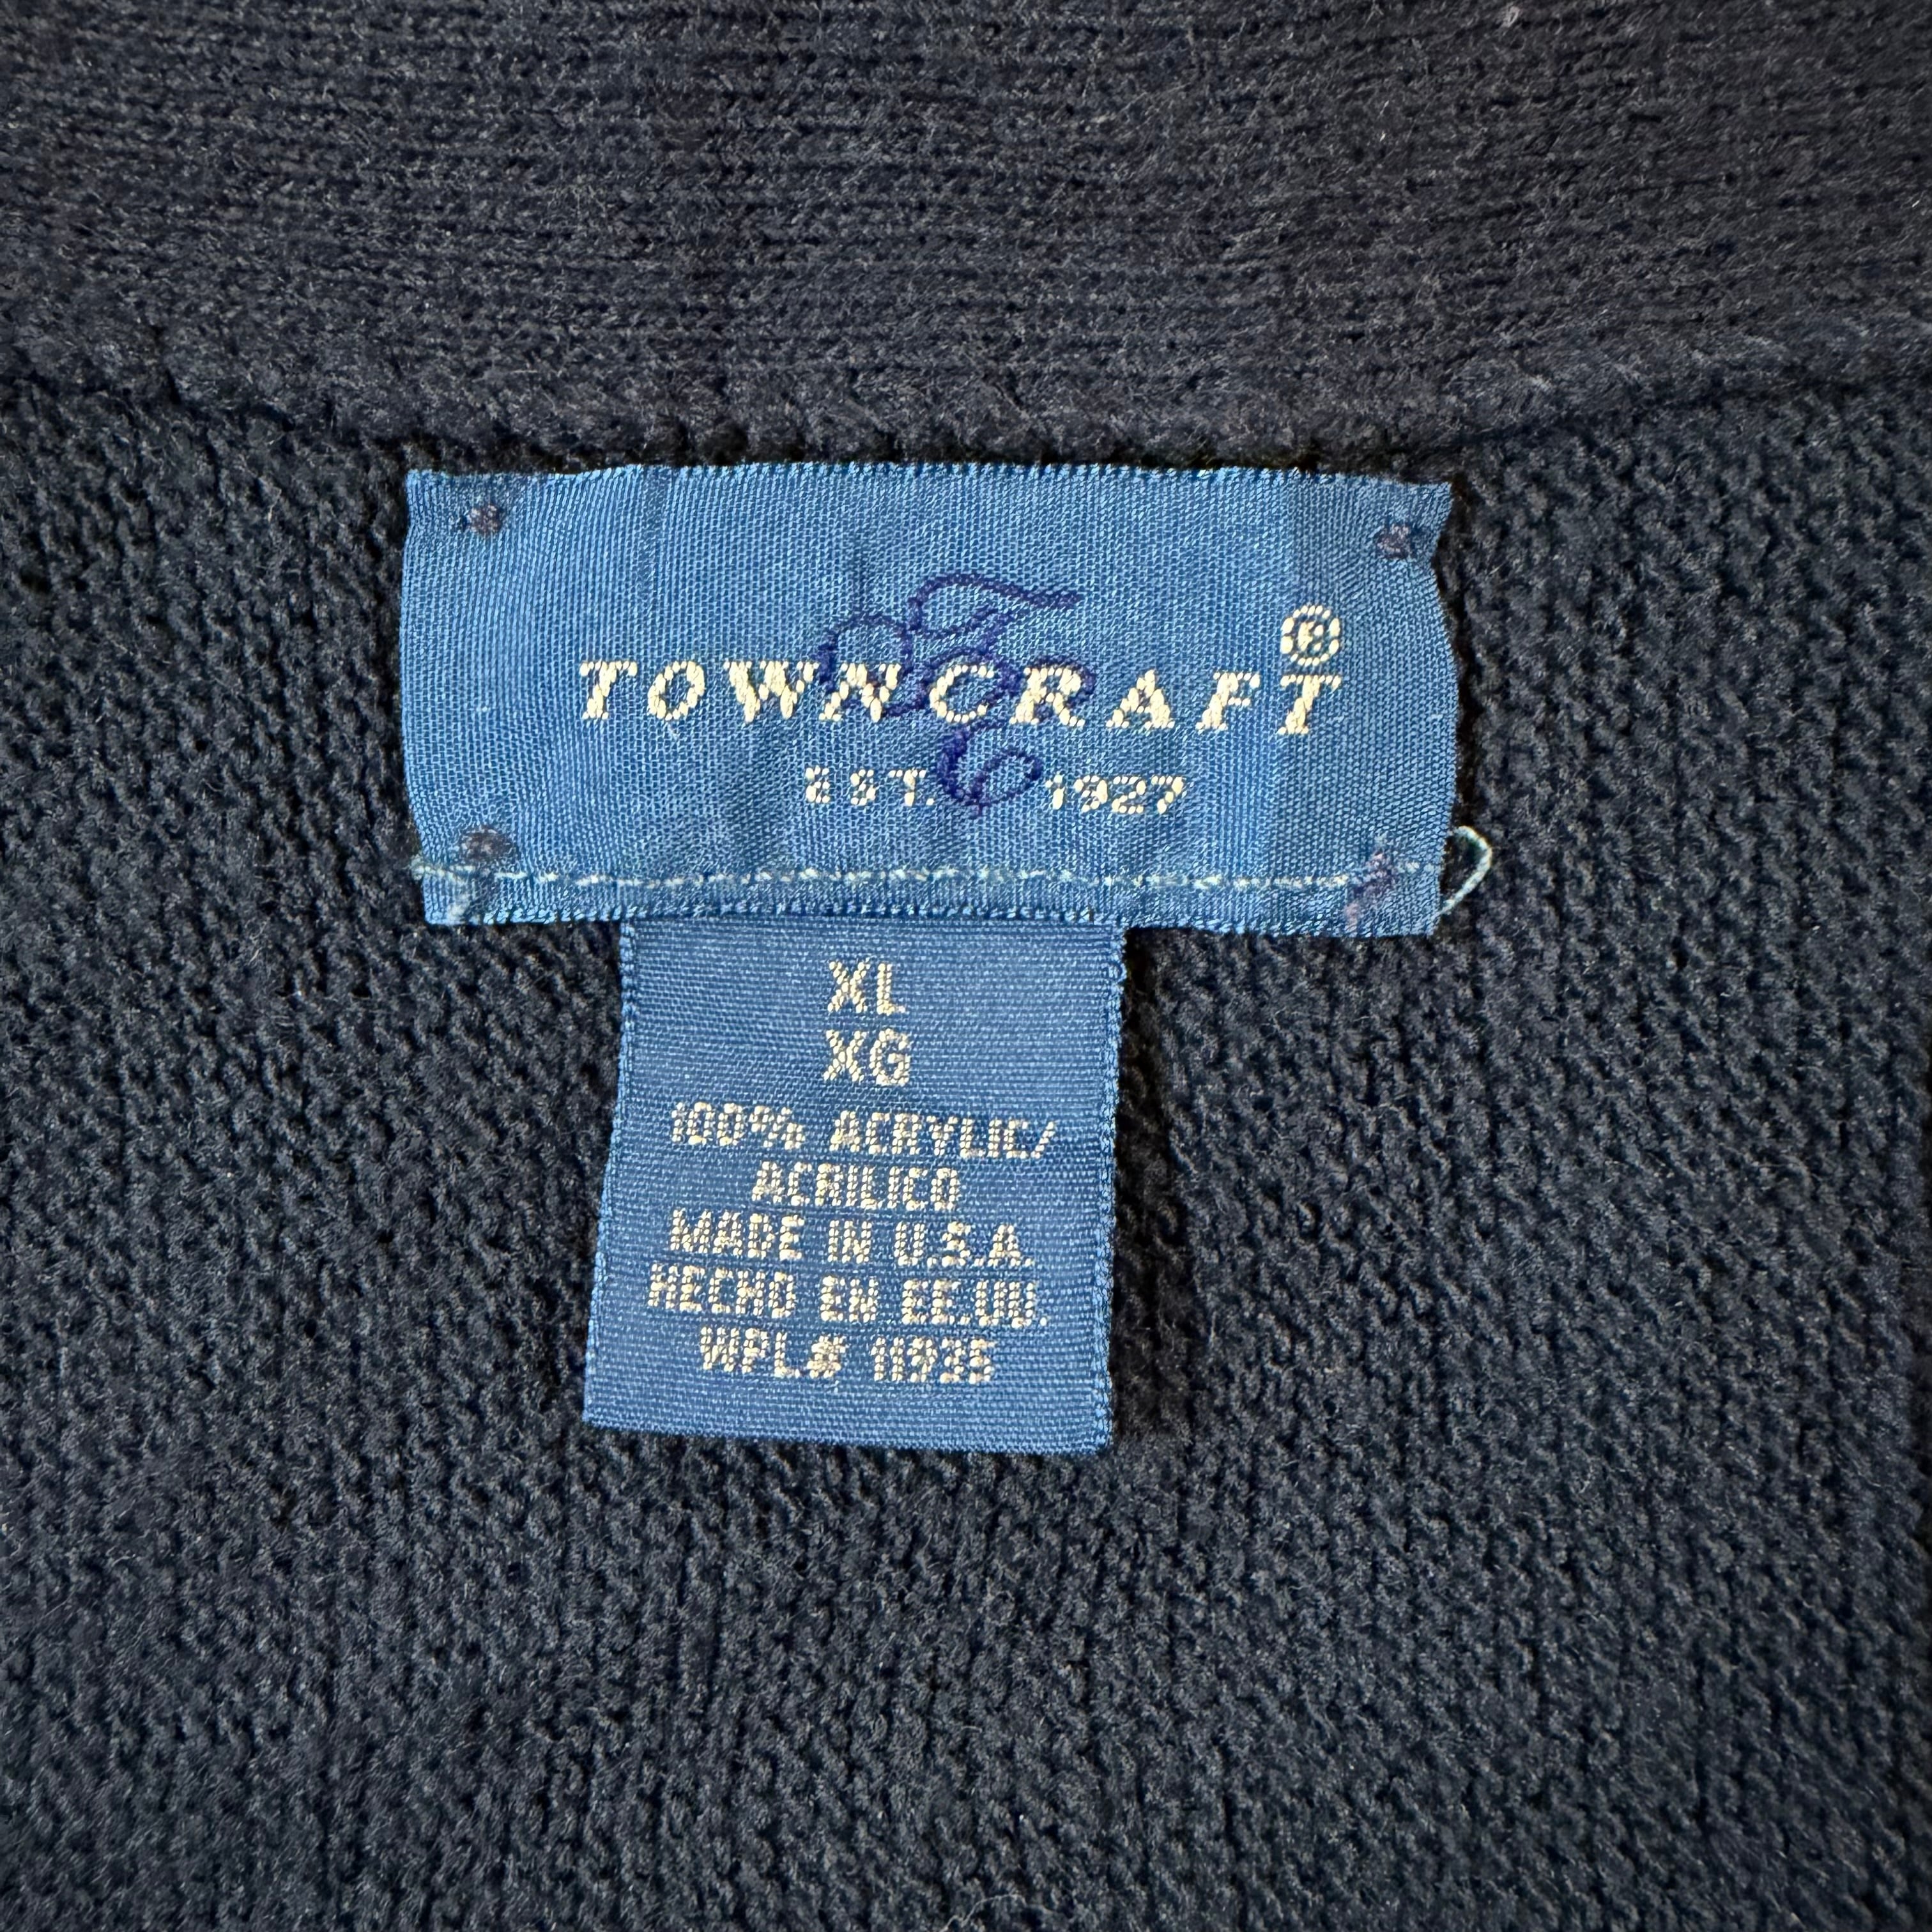 TOWNCRAFT®
EST. 1927
XL
XG
100% ACRYLIC/
ACRILICO
MADE IN U.S.A.
HECHO EN EE.UU.
WPL# 11935